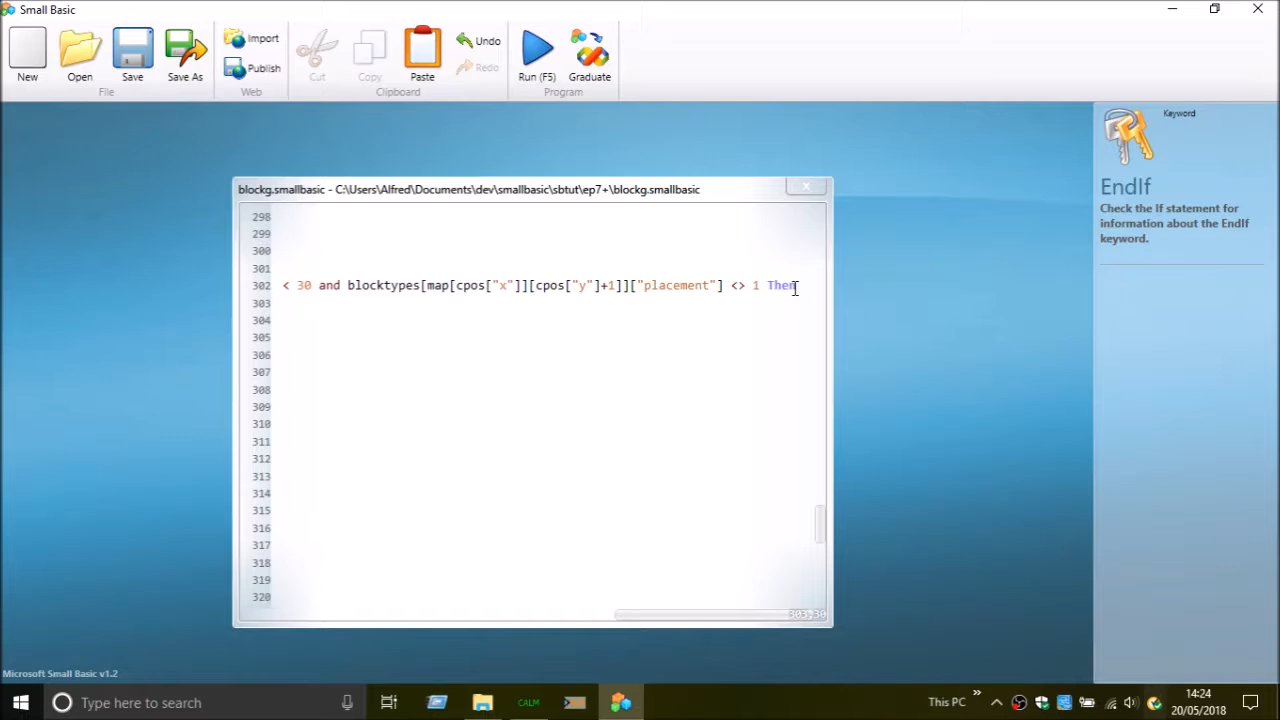 Small Basic
New
Open
Save
Save As
Import
Publish
Cut
Copy
Paste
Undo
Redo
Run (F5)
Graduate
File
Web
Clipboard
Program
Keyword
EndIf
Check the If statement for
information about the EndIf
keyword.
blockg.smallbasic - C:\Users\Alfred\Documents\dev\smallbasic\sbtut\ep7+\blockg.smallbasic
298
299
300
301
302 < 30 and blocktypes[map[cpos["x"]][cpos["y"]+1]]["placement"] <> 1 Then
303
304
305
306
307
308
309
310
311
312
313
314
315
316
317
318
319
320
303,30
Microsoft Small Basic v1.2
Type here to search
CALM
This PC
14:24
20/05/2018